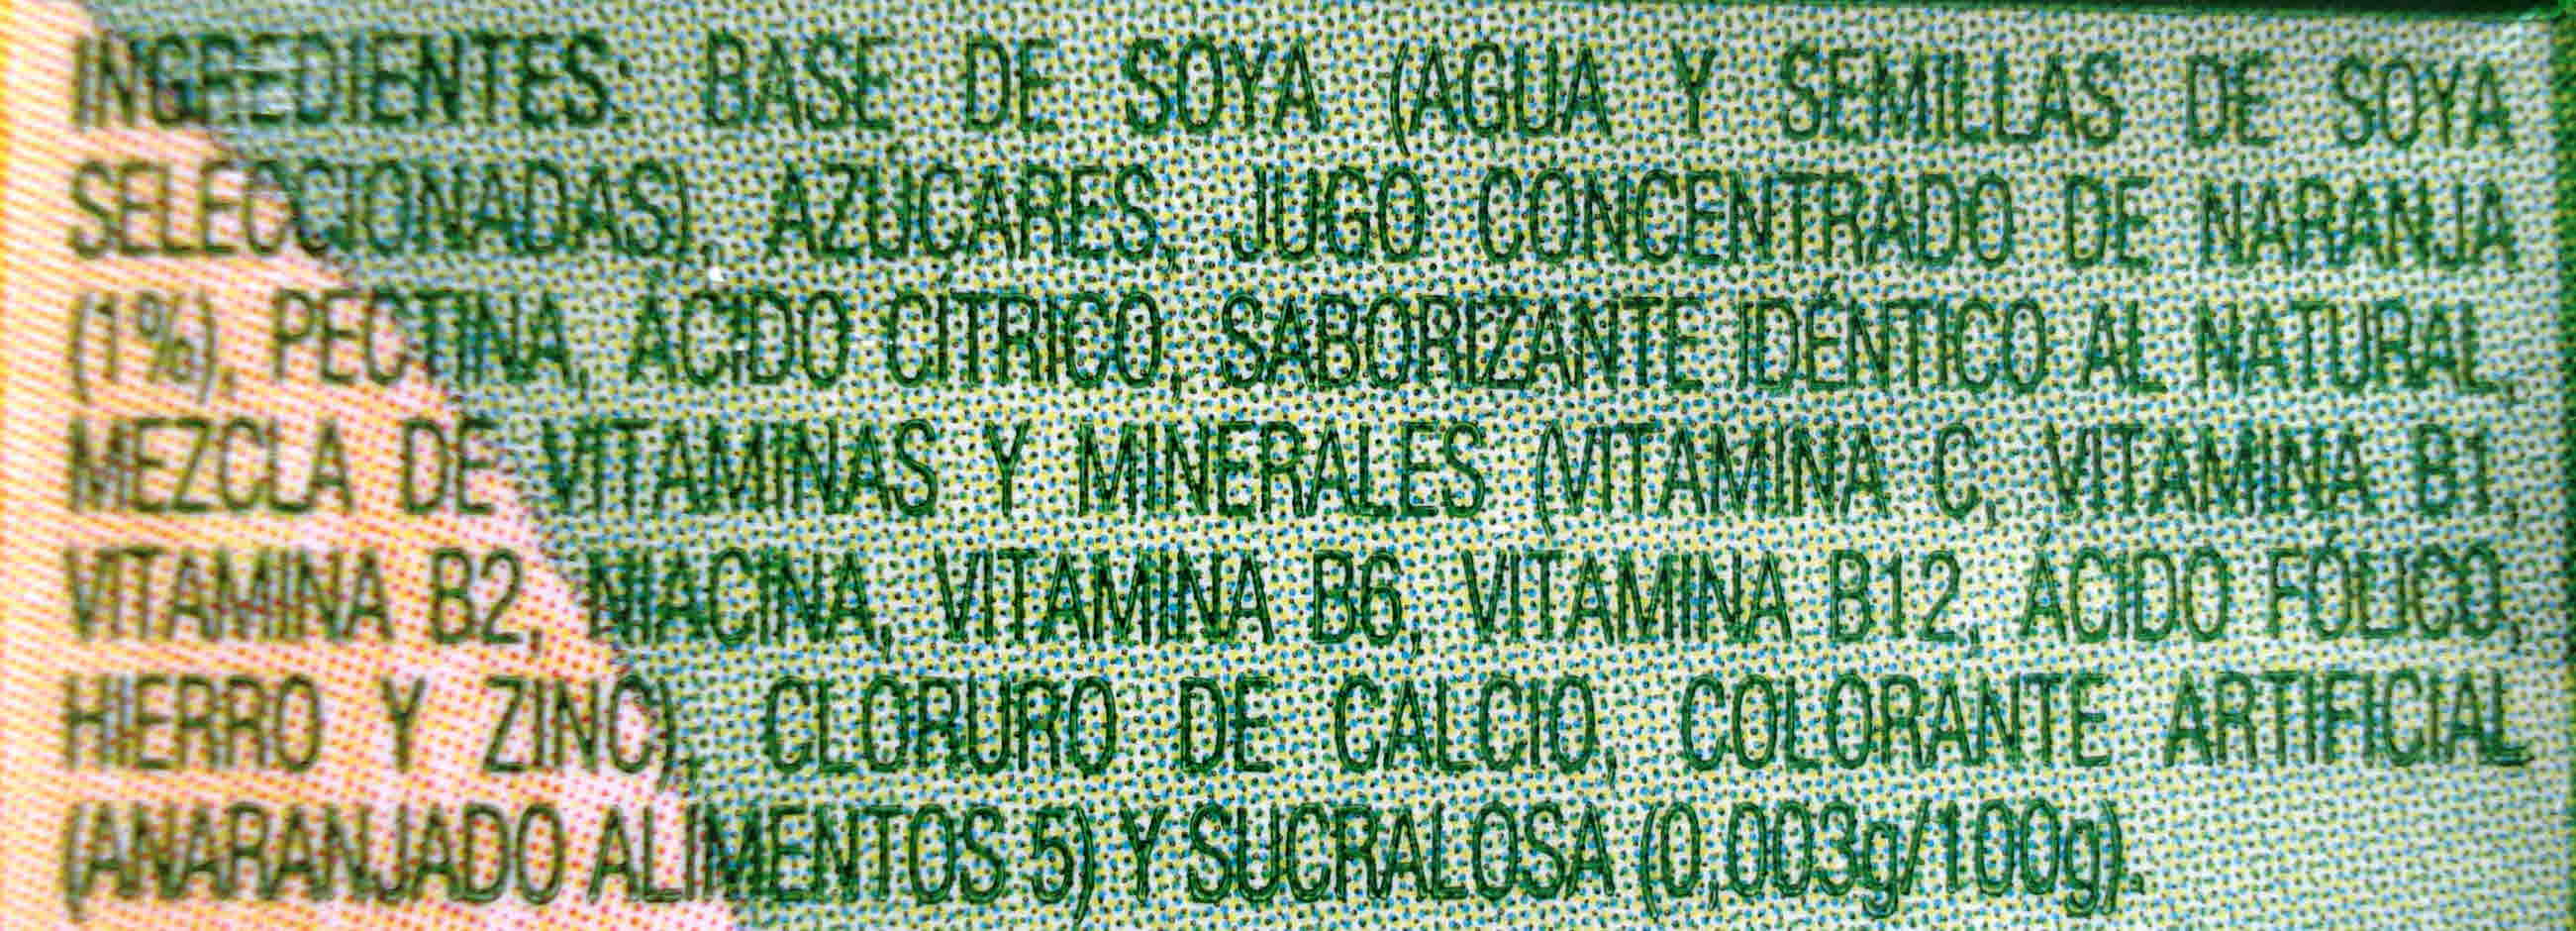 INGREDIENTES: BASE DE SOYA (AGUA Y SEMILLAS DE SOYA
SELECCIONADAS), AZÚCARES, JUGO CONCENTRADO DE NARANJA
(1%), PECTINA, ÁCIDO CÍTRICO, SABORIZANTE IDÉNTICO AL NATURAL,
MEZCLA DE VITAMINAS Y MINERALES (VITAMINA C, VITAMINA B1,
VITAMINA B2, NIACINA, VITAMINA B6, VITAMINA B12, ÁCIDO FÓLICO,
HIERRO Y ZINC), CLORURO DE CALCIO, COLORANTE ARTIFICIAL
(ANARANJADO ALIMENTOS 5) Y SUCRALOSA (0,003g/100g).